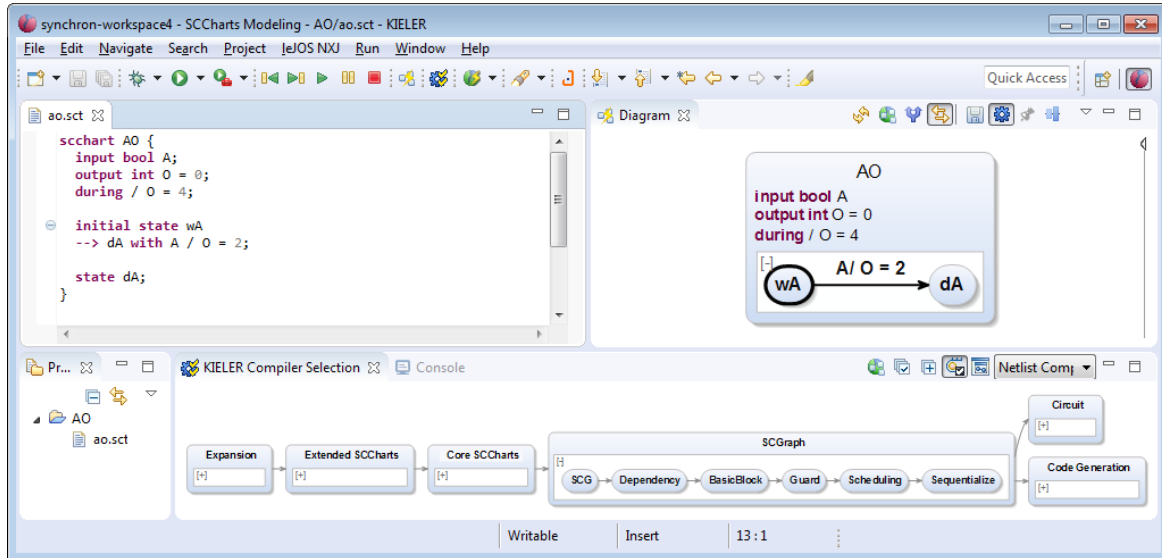 synchron-workspace4 - SCCharts Modeling - AO/ao.sct - KIELER
File Edit Navigate Search Project leJOS NXJ Run Window Help
Quick Access
ao.sct
scchart AO {
input bool A;
output int O = 0;
during / O = 4;
initial state wA
--> dA with A / O = 2;
state dA;
}
Diagram
AO
input bool A
output int O = 0
during / O = 4
[-]
A/ O = 2
wA
dA
Pr...
AO
ao.sct
KIELER Compiler Selection
Console
Netlist Comp
Expansion
[+]
Extended SCCharts
[+]
Core SCCharts
[+]
SCGraph
[-]
SCG
Dependency
BasicBlock
Guard
Scheduling
Sequentialize
Circuit
[+]
Code Generation
[+]
Writable
Insert
13 : 1